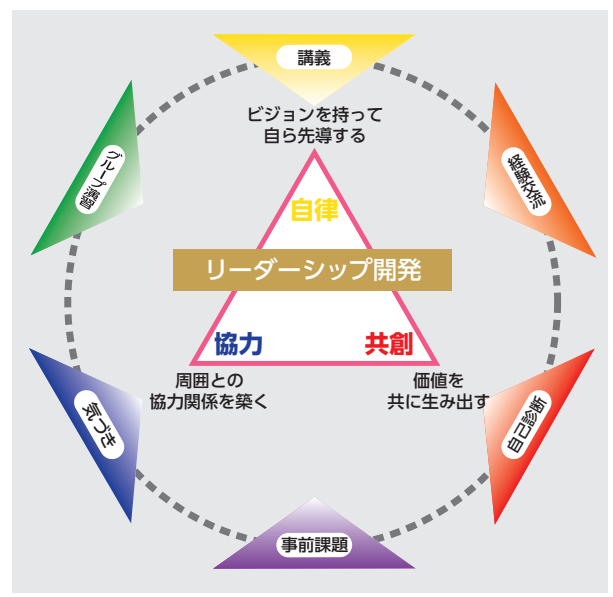 講義
ビジョンを持って
自ら先導する
グループ演習
経験交流
自律
リーダーシップ開発
協力
共創
周囲との
協力関係を築く
価値を
共に生み出す
気づき
自己診断
事前課題